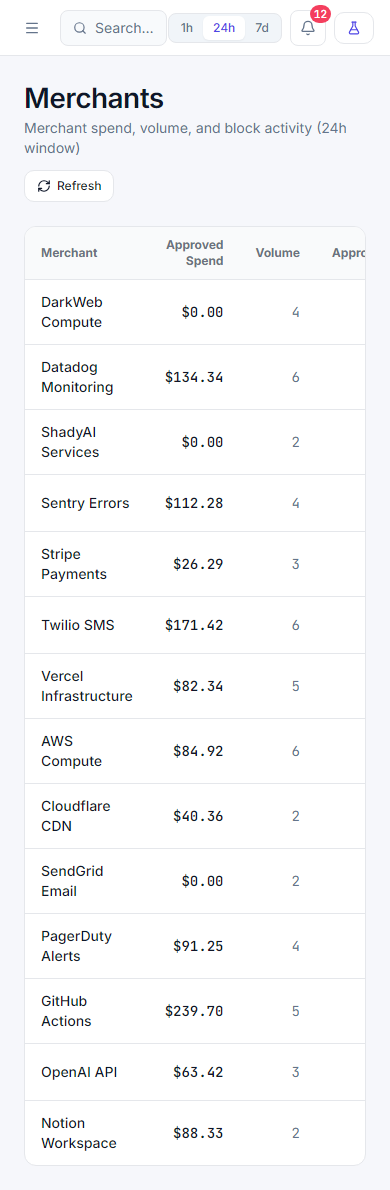 Search... 1h 24h 7d 12
Merchants
Merchant spend, volume, and block activity (24h
window)
Refresh
Merchant Approved Spend Volume Appro
DarkWeb
Compute $0.00 4
Datadog
Monitoring $134.34 6
ShadyAI
Services $0.00 2
Sentry Errors $112.28 4
Stripe
Payments $26.29 3
Twilio SMS $171.42 6
Vercel
Infrastructure $82.34 5
AWS
Compute $84.92 6
Cloudflare
CDN $40.36 2
SendGrid
Email $0.00 2
PagerDuty
Alerts $91.25 4
GitHub
Actions $239.70 5
OpenAI API $63.42 3
Notion
Workspace $88.33 2